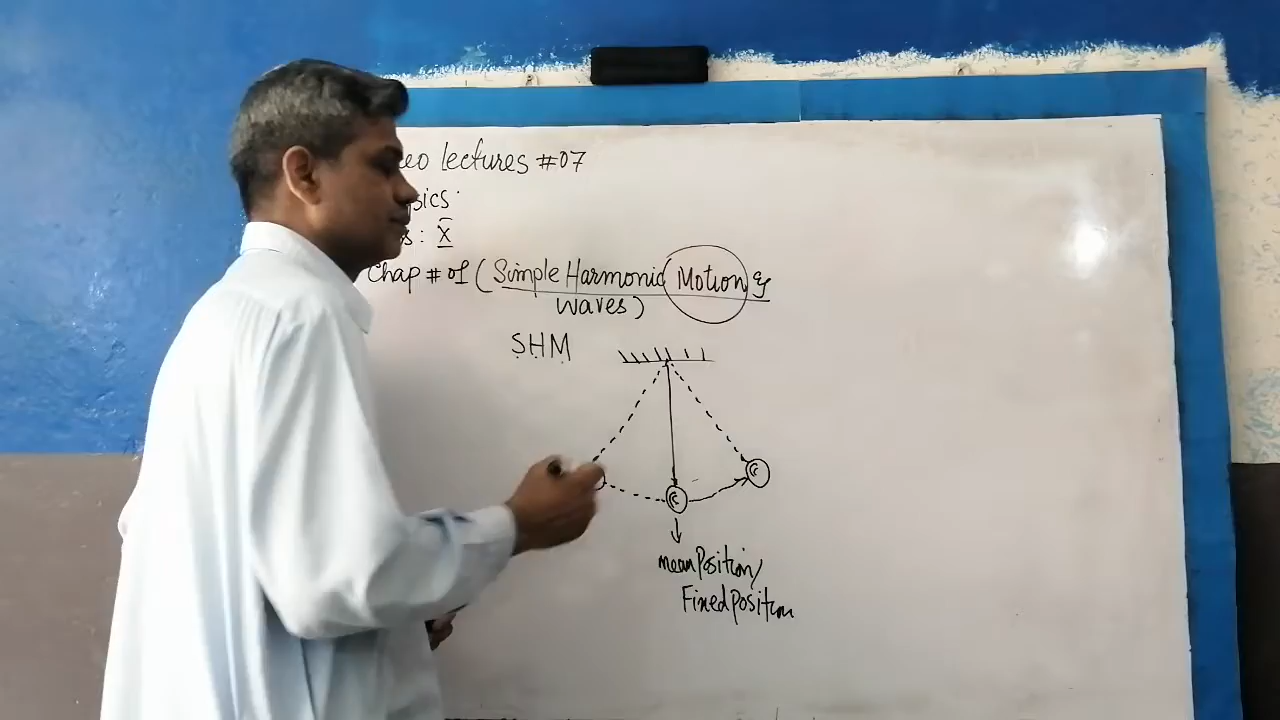 eo lectures #07
sics
s : X
Chap # 01 (Simple Harmonic Motion &
waves)
SHM
mean Position/
Fixed position